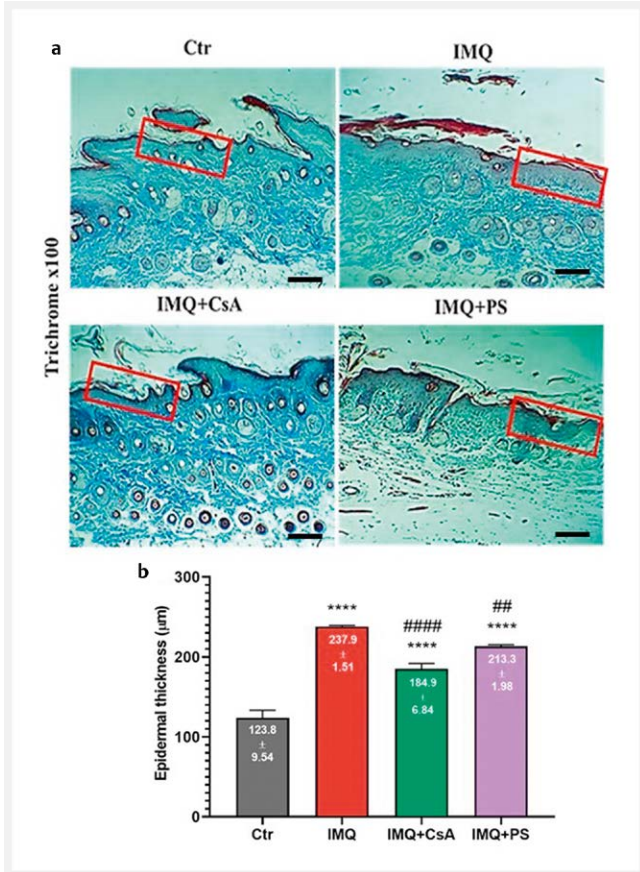 a
Ctr
IMQ
Trichrome x100
IMQ+CsA
IMQ+PS
b
Epidermal thickness (µm)
300
200
100
0
****
####
****
##
****
123.8
±
9.54
237.9
±
1.51
184.9
±
6.84
213.3
±
1.98
Ctr
IMQ
IMQ+CsA
IMQ+PS